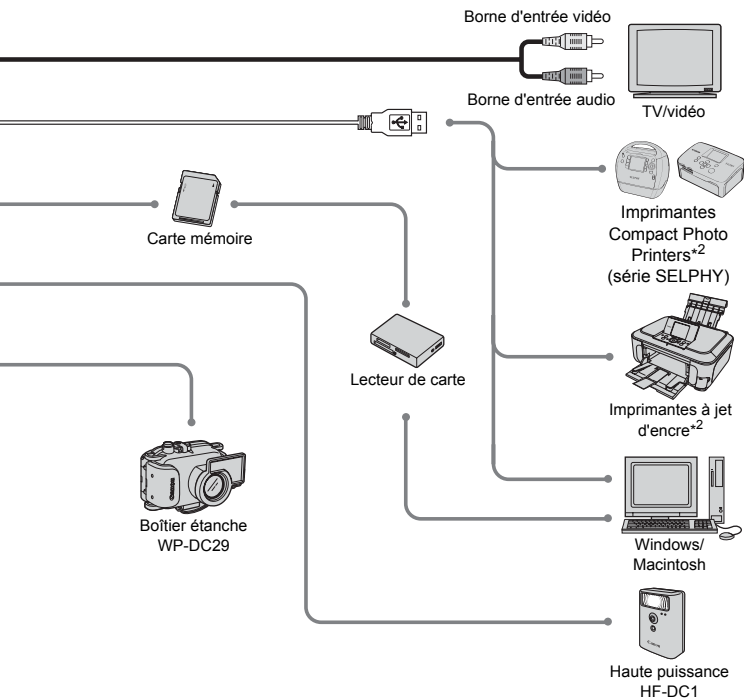 Borne d'entrée vidéo
Borne d'entrée audio
TV/vidéo
Imprimantes
Compact Photo
Printers*2
(série SELPHY)
Carte mémoire
Lecteur de carte
Imprimantes à jet
d'encre*2
Boîtier étanche
WP-DC29
Windows/
Macintosh
Haute puissance
HF-DC1